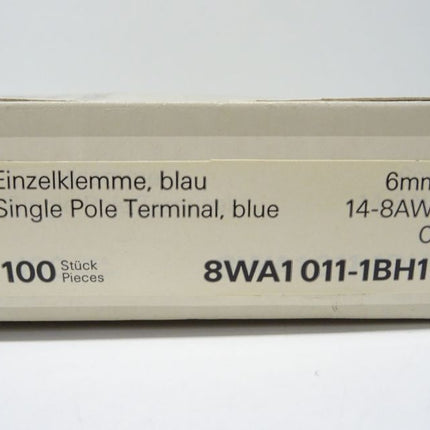 Einzelklemme, blau 6mm
Single Pole Terminal, blue 14-8AW
100 Stück Pieces 8WA1 011-1BH1